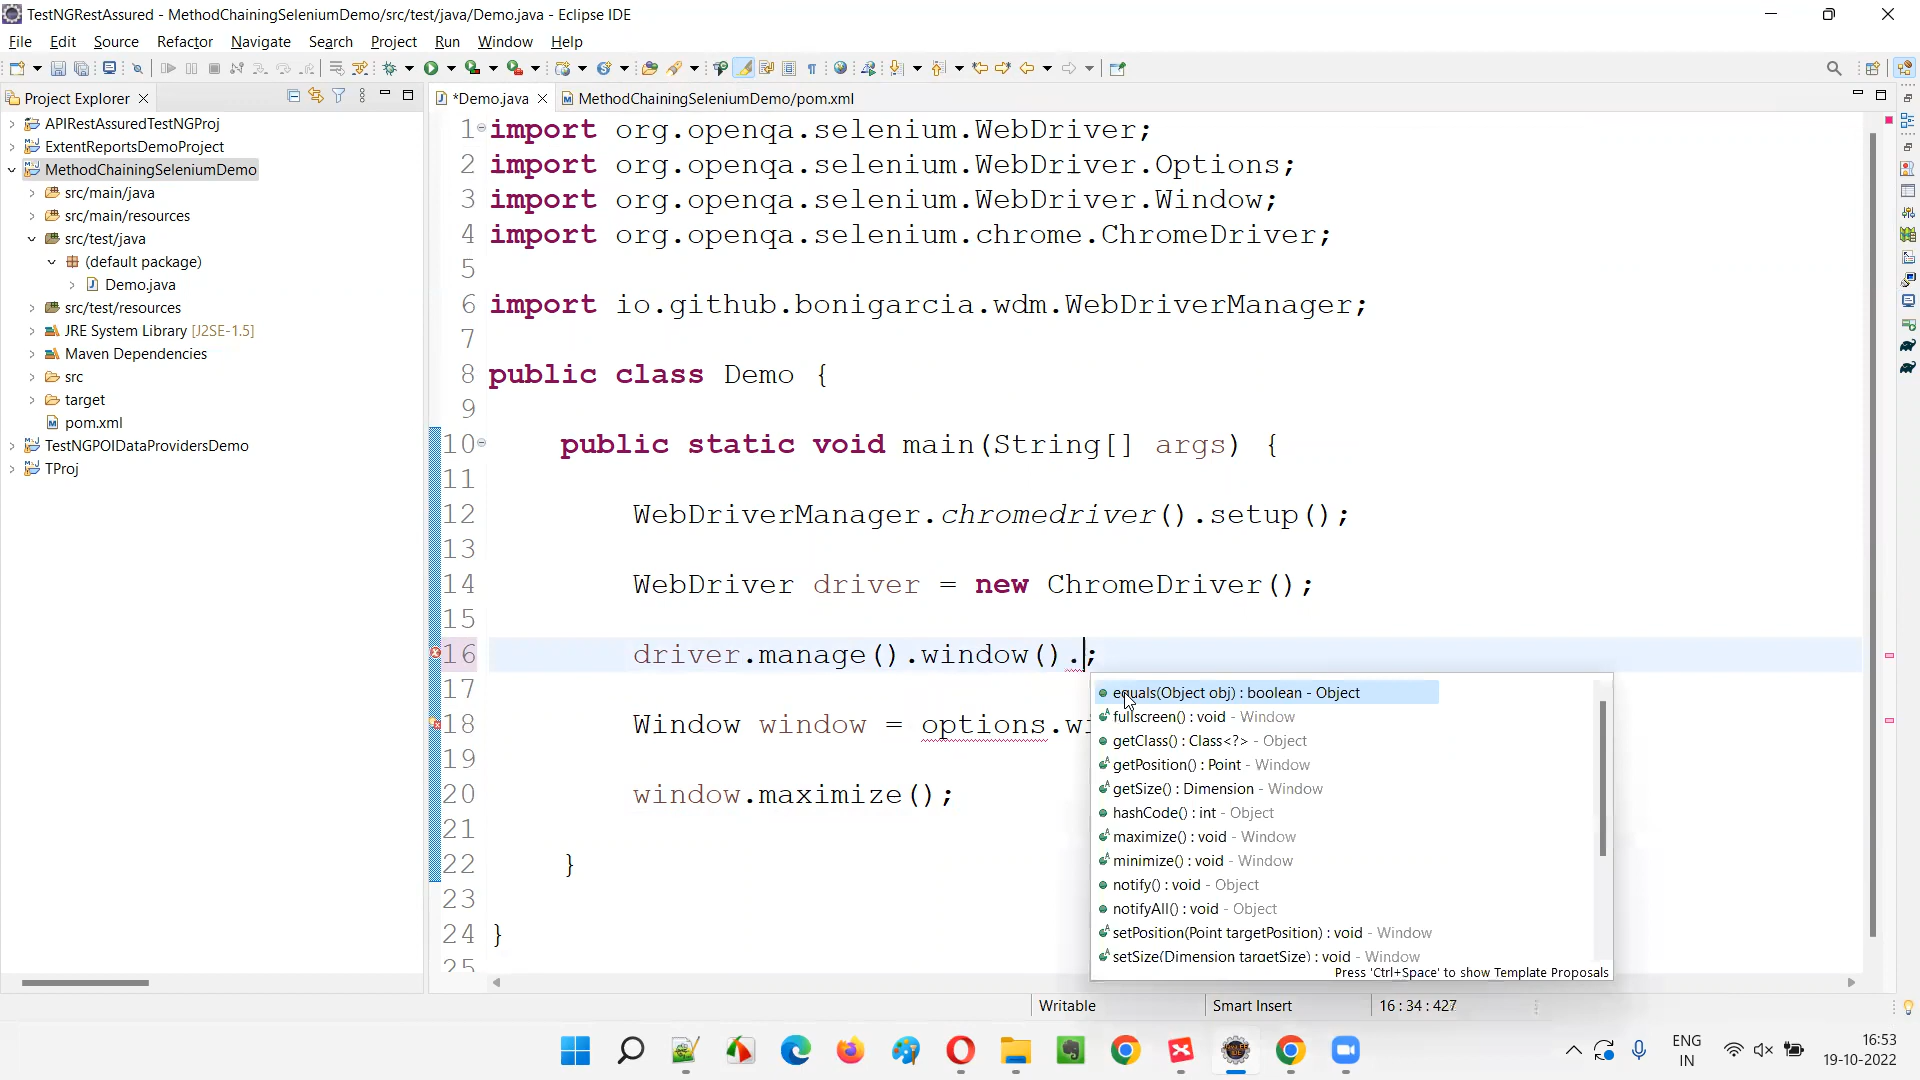 TestNGRestAssured - MethodChainingSeleniumDemo/src/test/java/Demo.java - Eclipse IDE
File Edit Source Refactor Navigate Search Project Run Window Help
Project Explorer
*Demo.java
MethodChainingSeleniumDemo/pom.xml
APIRestAssuredTestNGProj
ExtentReportsDemoProject
MethodChainingSeleniumDemo
src/main/java
src/main/resources
src/test/java
(default package)
Demo.java
src/test/resources
JRE System Library [J2SE-1.5]
Maven Dependencies
src
target
pom.xml
TestNGPOIDataProvidersDemo
TProj
1 import org.openqa.selenium.WebDriver;
2 import org.openqa.selenium.WebDriver.Options;
3 import org.openqa.selenium.WebDriver.Window;
4 import org.openqa.selenium.chrome.ChromeDriver;
5
6 import io.github.bonigarcia.wdm.WebDriverManager;
7
8 public class Demo {
9
10 public static void main(String[] args) {
11
12 WebDriverManager.chromedriver().setup();
13
14 WebDriver driver = new ChromeDriver();
15
16 driver.manage().window().;
17
18 Window window = options.wi
19
20 window.maximize();
21
22 }
23
24 }
25
equals(Object obj) : boolean - Object
fullscreen() : void - Window
getClass() : Class<?> - Object
getPosition() : Point - Window
getSize() : Dimension - Window
hashCode() : int - Object
maximize() : void - Window
minimize() : void - Window
notify() : void - Object
notifyAll() : void - Object
setPosition(Point targetPosition) : void - Window
setSize(Dimension targetSize) : void - Window
Press 'Ctrl+Space' to show Template Proposals
Writable
Smart Insert
16 : 34 : 427
ENG
IN
16:53
19-10-2022